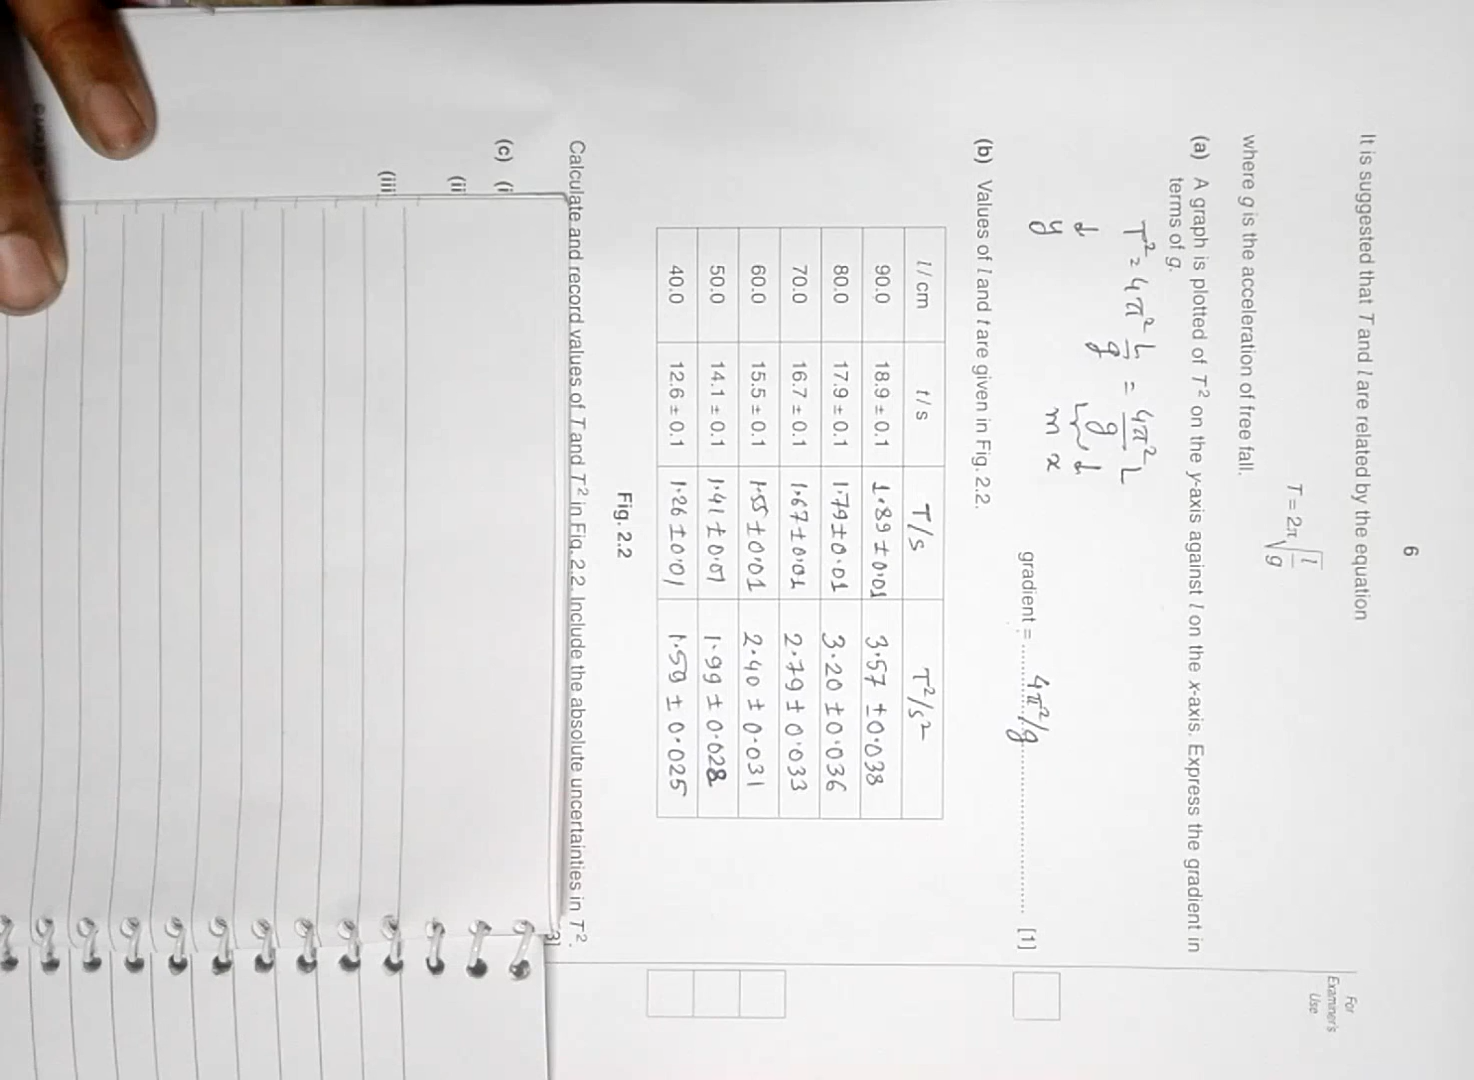 6
For
Examiner's
Use
It is suggested that T and l are related by the equation
T = 2π√(l/g)
where g is the acceleration of free fall.
(a) A graph is plotted of T² on the y-axis against l on the x-axis. Express the gradient in
terms of g.
T² = 4π² L/g = 4π²/g L
y m x
gradient = 4π²/g [1]
(b) Values of l and t are given in Fig. 2.2.
l / cm t / s T/s T²/s²
90.0 18.9 ± 0.1 1.89 ± 0.01 3.57 ± 0.038
80.0 17.9 ± 0.1 1.79 ± 0.01 3.20 ± 0.036
70.0 16.7 ± 0.1 1.67 ± 0.01 2.79 ± 0.033
60.0 15.5 ± 0.1 1.55 ± 0.01 2.40 ± 0.031
50.0 14.1 ± 0.1 1.41 ± 0.01 1.99 ± 0.028
40.0 12.6 ± 0.1 1.26 ± 0.01 1.59 ± 0.025
Fig. 2.2
Calculate and record values of T and T² in Fig. 2.2. Include the absolute uncertainties in T².
3]
(c) (i
(ii
(iii